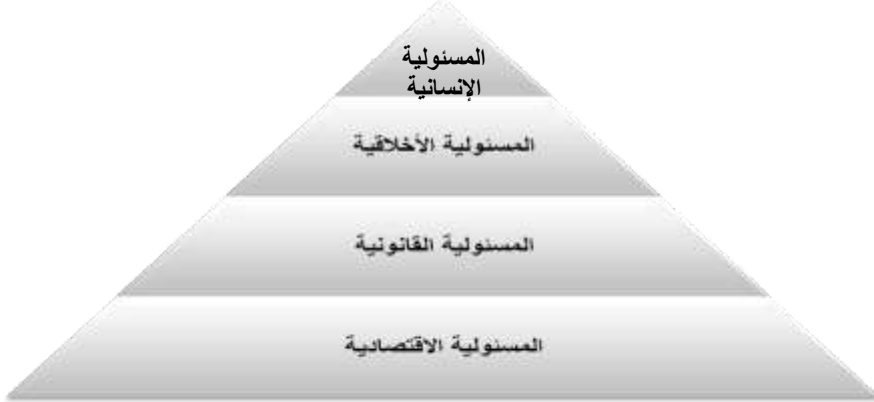 المسئولية
الإنسانية
المسئولية الأخلاقية
المسئولية القانونية
المسئولية الاقتصادية